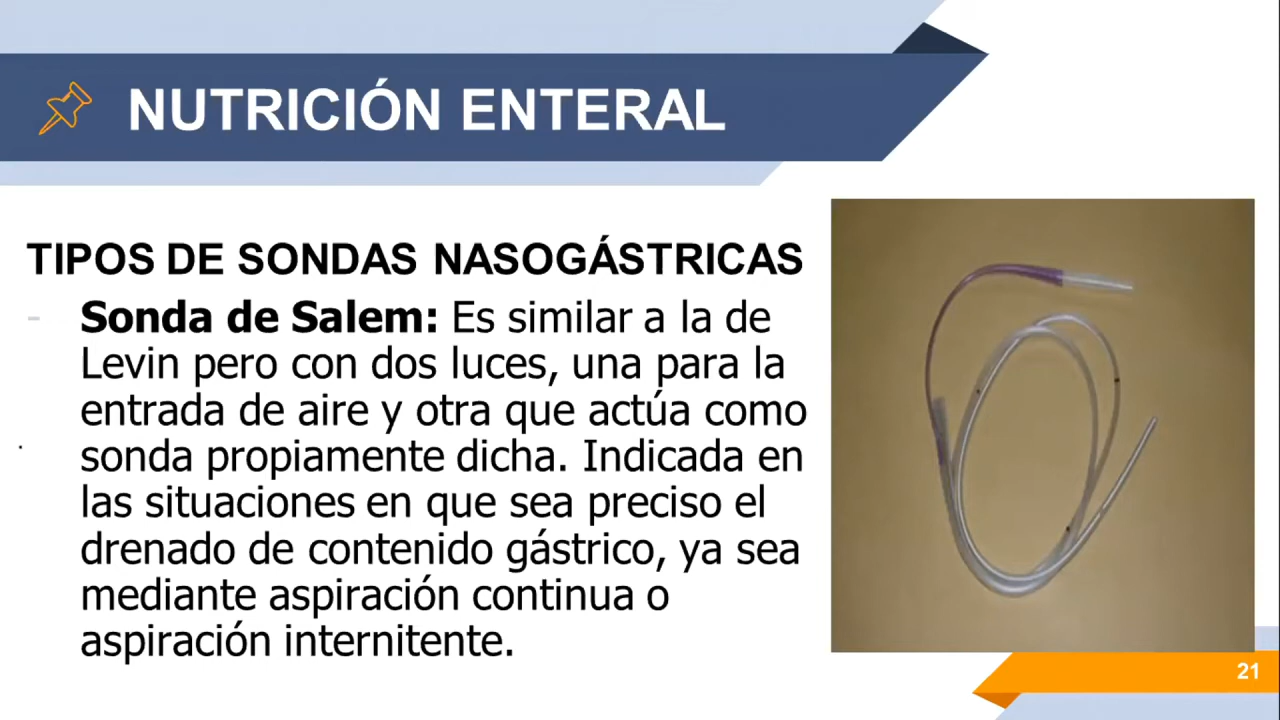 NUTRICIÓN ENTERAL
TIPOS DE SONDAS NASOGÁSTRICAS
- Sonda de Salem: Es similar a la de
Levin pero con dos luces, una para la
entrada de aire y otra que actúa como
sonda propiamente dicha. Indicada en
las situaciones en que sea preciso el
drenado de contenido gástrico, ya sea
mediante aspiración continua o
aspiración internitente.
21